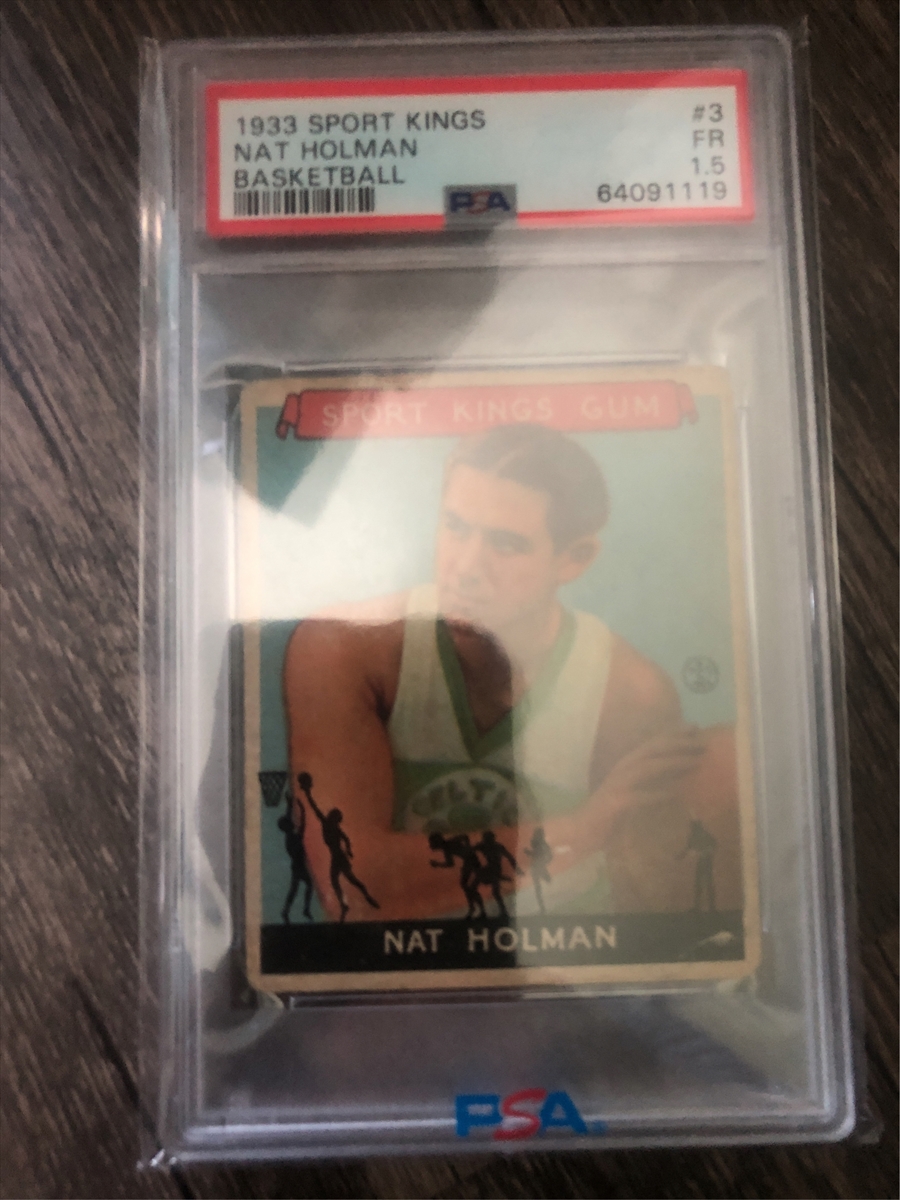 1933 SPORT KINGS #3
NAT HOLMAN FR
BASKETBALL 1.5
PSA 64091119
SPORT KINGS GUM
NAT HOLMAN
PSA